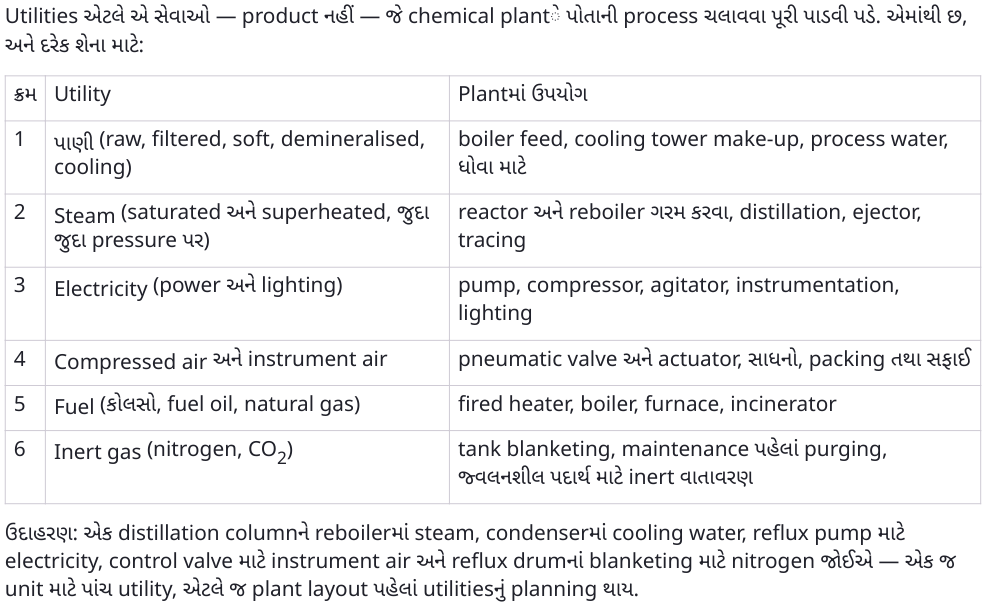 Utilities એટલે એ સેવાઓ — product નહીં — જે chemical plantે પોતાની process ચલાવવા પૂરી પાડવી પડે. એમાંથી છ,
અને દરેક શેના માટે:
ક્રમ Utility Plantમાં ઉપયોગ
1 પાણી (raw, filtered, soft, demineralised, boiler feed, cooling tower make-up, process water,
cooling) ધોવા માટે
2 Steam (saturated અને superheated, જુદા reactor અને reboiler ગરમ કરવા, distillation, ejector,
જુદા pressure પર) tracing
3 Electricity (power અને lighting) pump, compressor, agitator, instrumentation,
lighting
4 Compressed air અને instrument air pneumatic valve અને actuator, સાધનો, packing તથા સફાઈ
5 Fuel (કોલસો, fuel oil, natural gas) fired heater, boiler, furnace, incinerator
6 Inert gas (nitrogen, CO2) tank blanketing, maintenance પહેલાં purging,
જ્વલનશીલ પદાર્થ માટે inert વાતાવરણ
ઉદાહરણ: એક distillation columnને reboilerમાં steam, condenserમાં cooling water, reflux pump માટે
electricity, control valve માટે instrument air અને reflux drumનાં blanketing માટે nitrogen જોઈએ — એક જ
unit માટે પાંચ utility, એટલે જ plant layout પહેલાં utilitiesનું planning થાય.